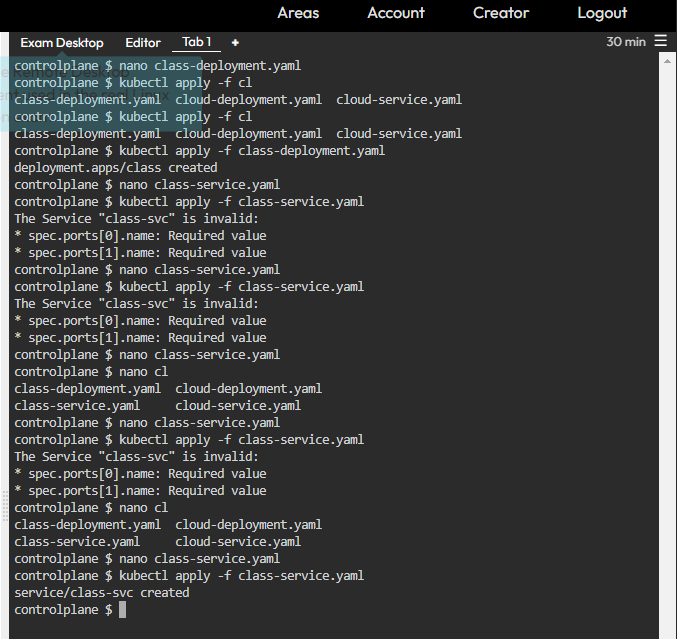 Areas Account Creator Logout
Exam Desktop Editor Tab 1 + 30 min
controlplane $ nano class-deployment.yaml
controlplane $ kubectl apply -f cl
class-deployment.yaml cloud-deployment.yaml cloud-service.yaml
controlplane $ kubectl apply -f cl
class-deployment.yaml cloud-deployment.yaml cloud-service.yaml
controlplane $ kubectl apply -f class-deployment.yaml
deployment.apps/class created
controlplane $ nano class-service.yaml
controlplane $ kubectl apply -f class-service.yaml
The Service "class-svc" is invalid:
* spec.ports[0].name: Required value
* spec.ports[1].name: Required value
controlplane $ nano class-service.yaml
controlplane $ kubectl apply -f class-service.yaml
The Service "class-svc" is invalid:
* spec.ports[0].name: Required value
* spec.ports[1].name: Required value
controlplane $ nano class-service.yaml
controlplane $ nano cl
class-deployment.yaml cloud-deployment.yaml
class-service.yaml cloud-service.yaml
controlplane $ nano class-service.yaml
controlplane $ kubectl apply -f class-service.yaml
The Service "class-svc" is invalid:
* spec.ports[0].name: Required value
* spec.ports[1].name: Required value
controlplane $ nano cl
class-deployment.yaml cloud-deployment.yaml
class-service.yaml cloud-service.yaml
controlplane $ nano class-service.yaml
controlplane $ kubectl apply -f class-service.yaml
service/class-svc created
controlplane $